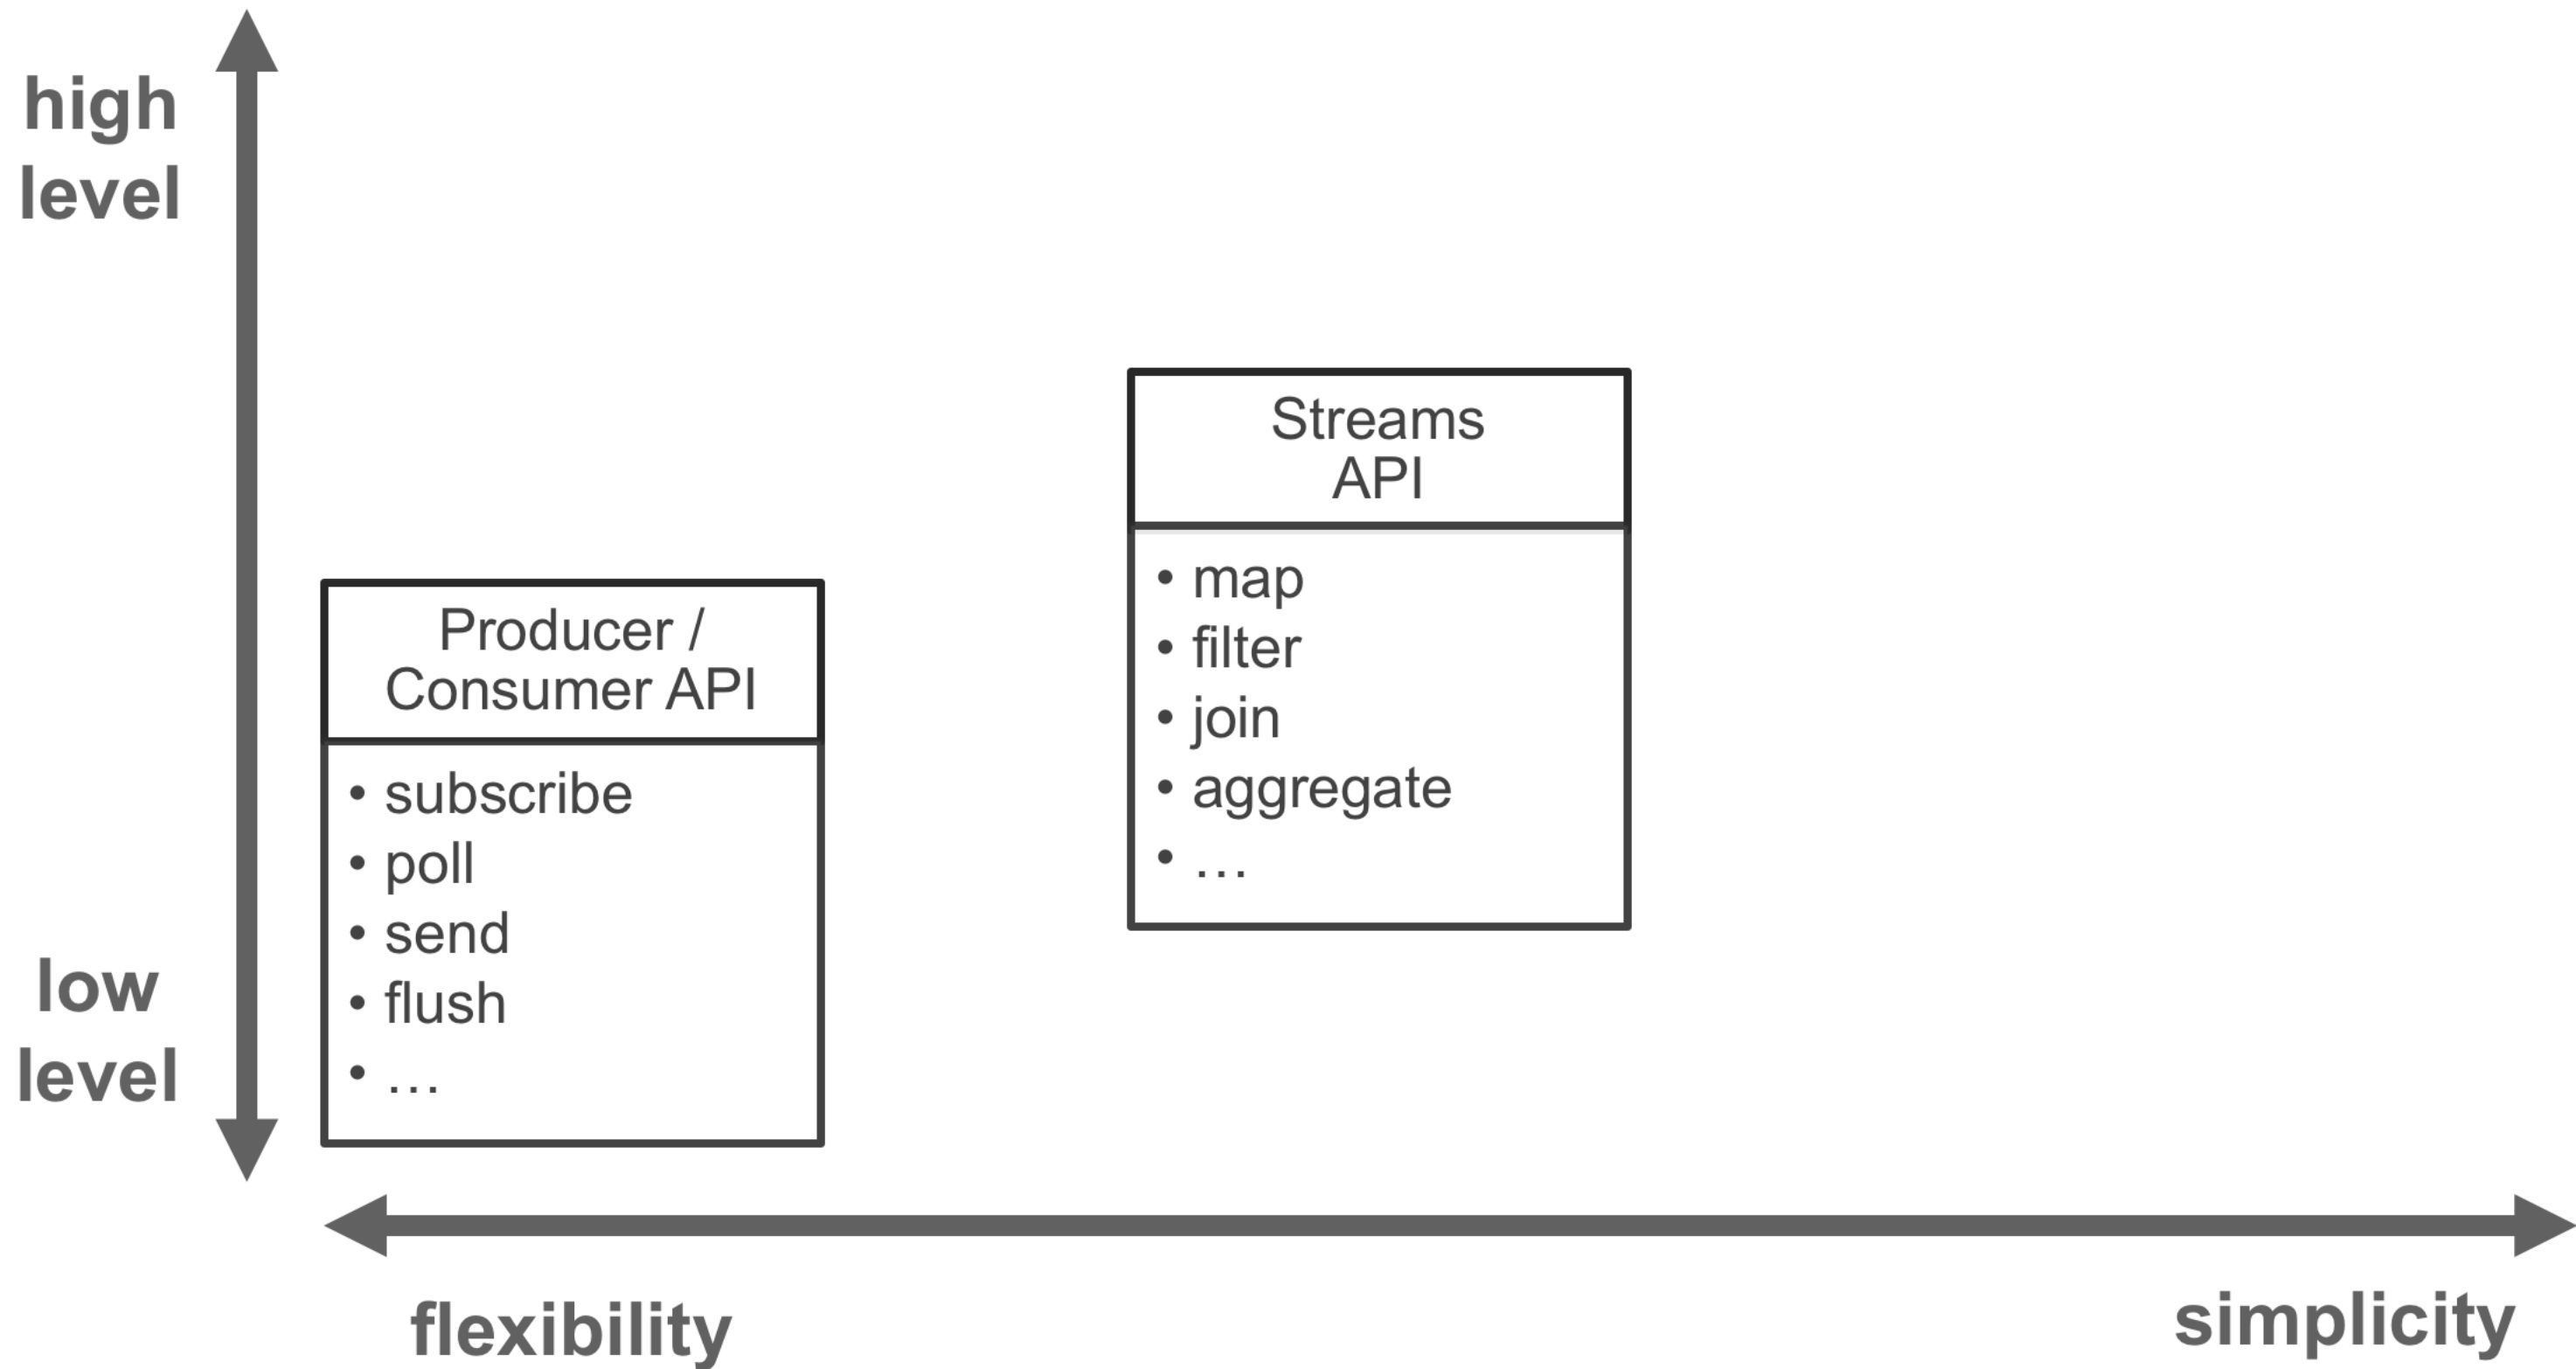 high
level
Streams
API
• map
• filter
• join
• aggregate
• …
Producer /
Consumer API
• subscribe
• poll
• send
• flush
• …
low
level
flexibility
simplicity